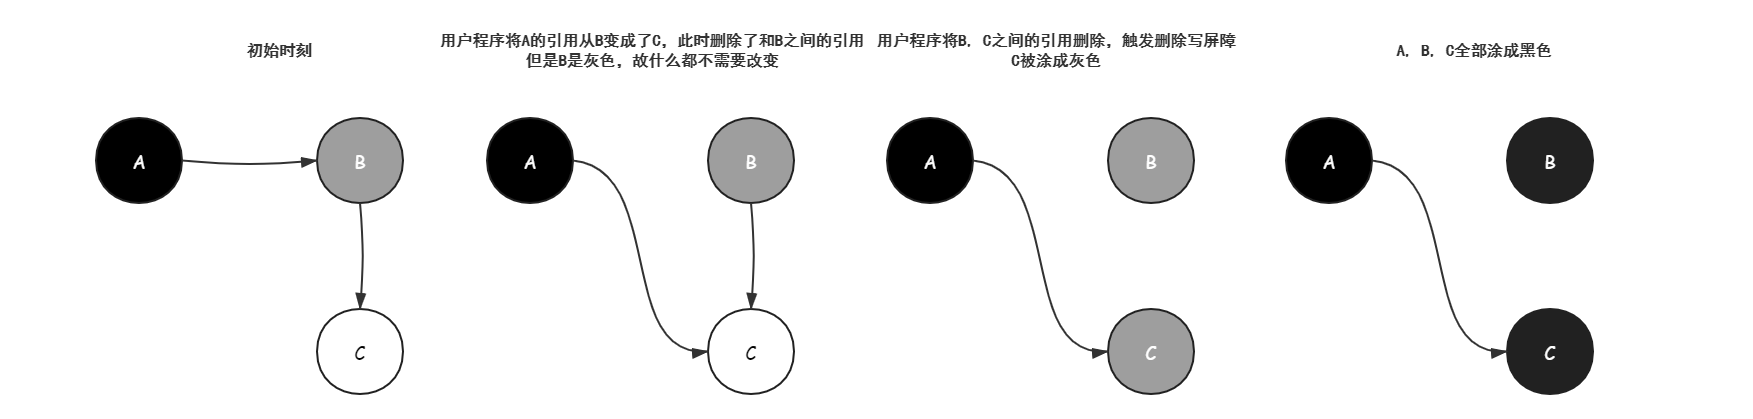 初始时刻
用户程序将A的引用从B变成了C，此时删除了和B之间的引用
但是B是灰色，故什么都不需要改变
用户程序将B, C之间的引用删除，触发删除写屏障
C被涂成灰色
A, B, C全部涂成黑色
A
B
C
A
B
C
A
B
C
A
B
C